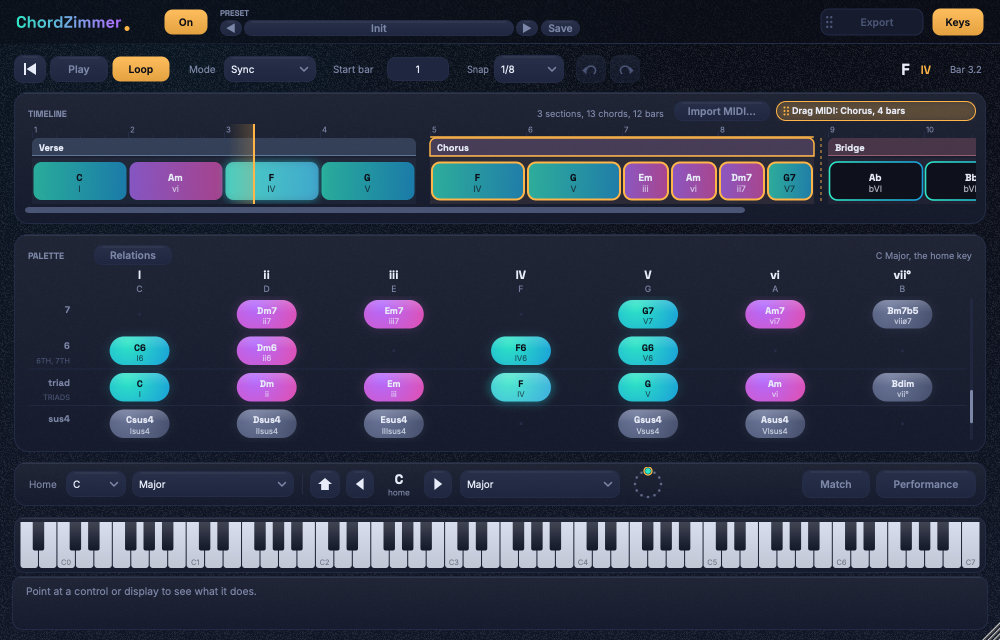 ChordZimmer
On
PRESET
Init
Save
Export
Keys
Play
Loop
Mode
Sync
Start bar
1
Snap
1/8
F IV Bar 3.2
TIMELINE
3 sections, 13 chords, 12 bars
Import MIDI...
Drag MIDI: Chorus, 4 bars
1 2 3 4 5 6 7 8 9 10
Verse Chorus Bridge
C Am F G F G Em Am Dm7 G7 Ab Bb
I vi IV V IV V iii vi ii7 V7 bVI bVI
PALETTE
Relations
C Major, the home key
I ii iii IV V vi vii°
C D E F G A B
7 Dm7 Em7 G7 Am7 Bm7b5
ii7 iii7 V7 vi7 viiø7
6 C6 Dm6 F6 G6
6TH, 7TH I6 ii6 IV6 V6
triad C Dm Em F G Am Bdim
TRIADS I ii iii IV V vi vii°
sus4 Csus4 Dsus4 Esus4 Gsus4 Asus4
Isus4 IIsus4 IIIsus4 Vsus4 VIsus4
Home
C
Major
C
home
Major
Match
Performance
C0 C1 C2 C3 C4 C5 C6 C7
Point at a control or display to see what it does.